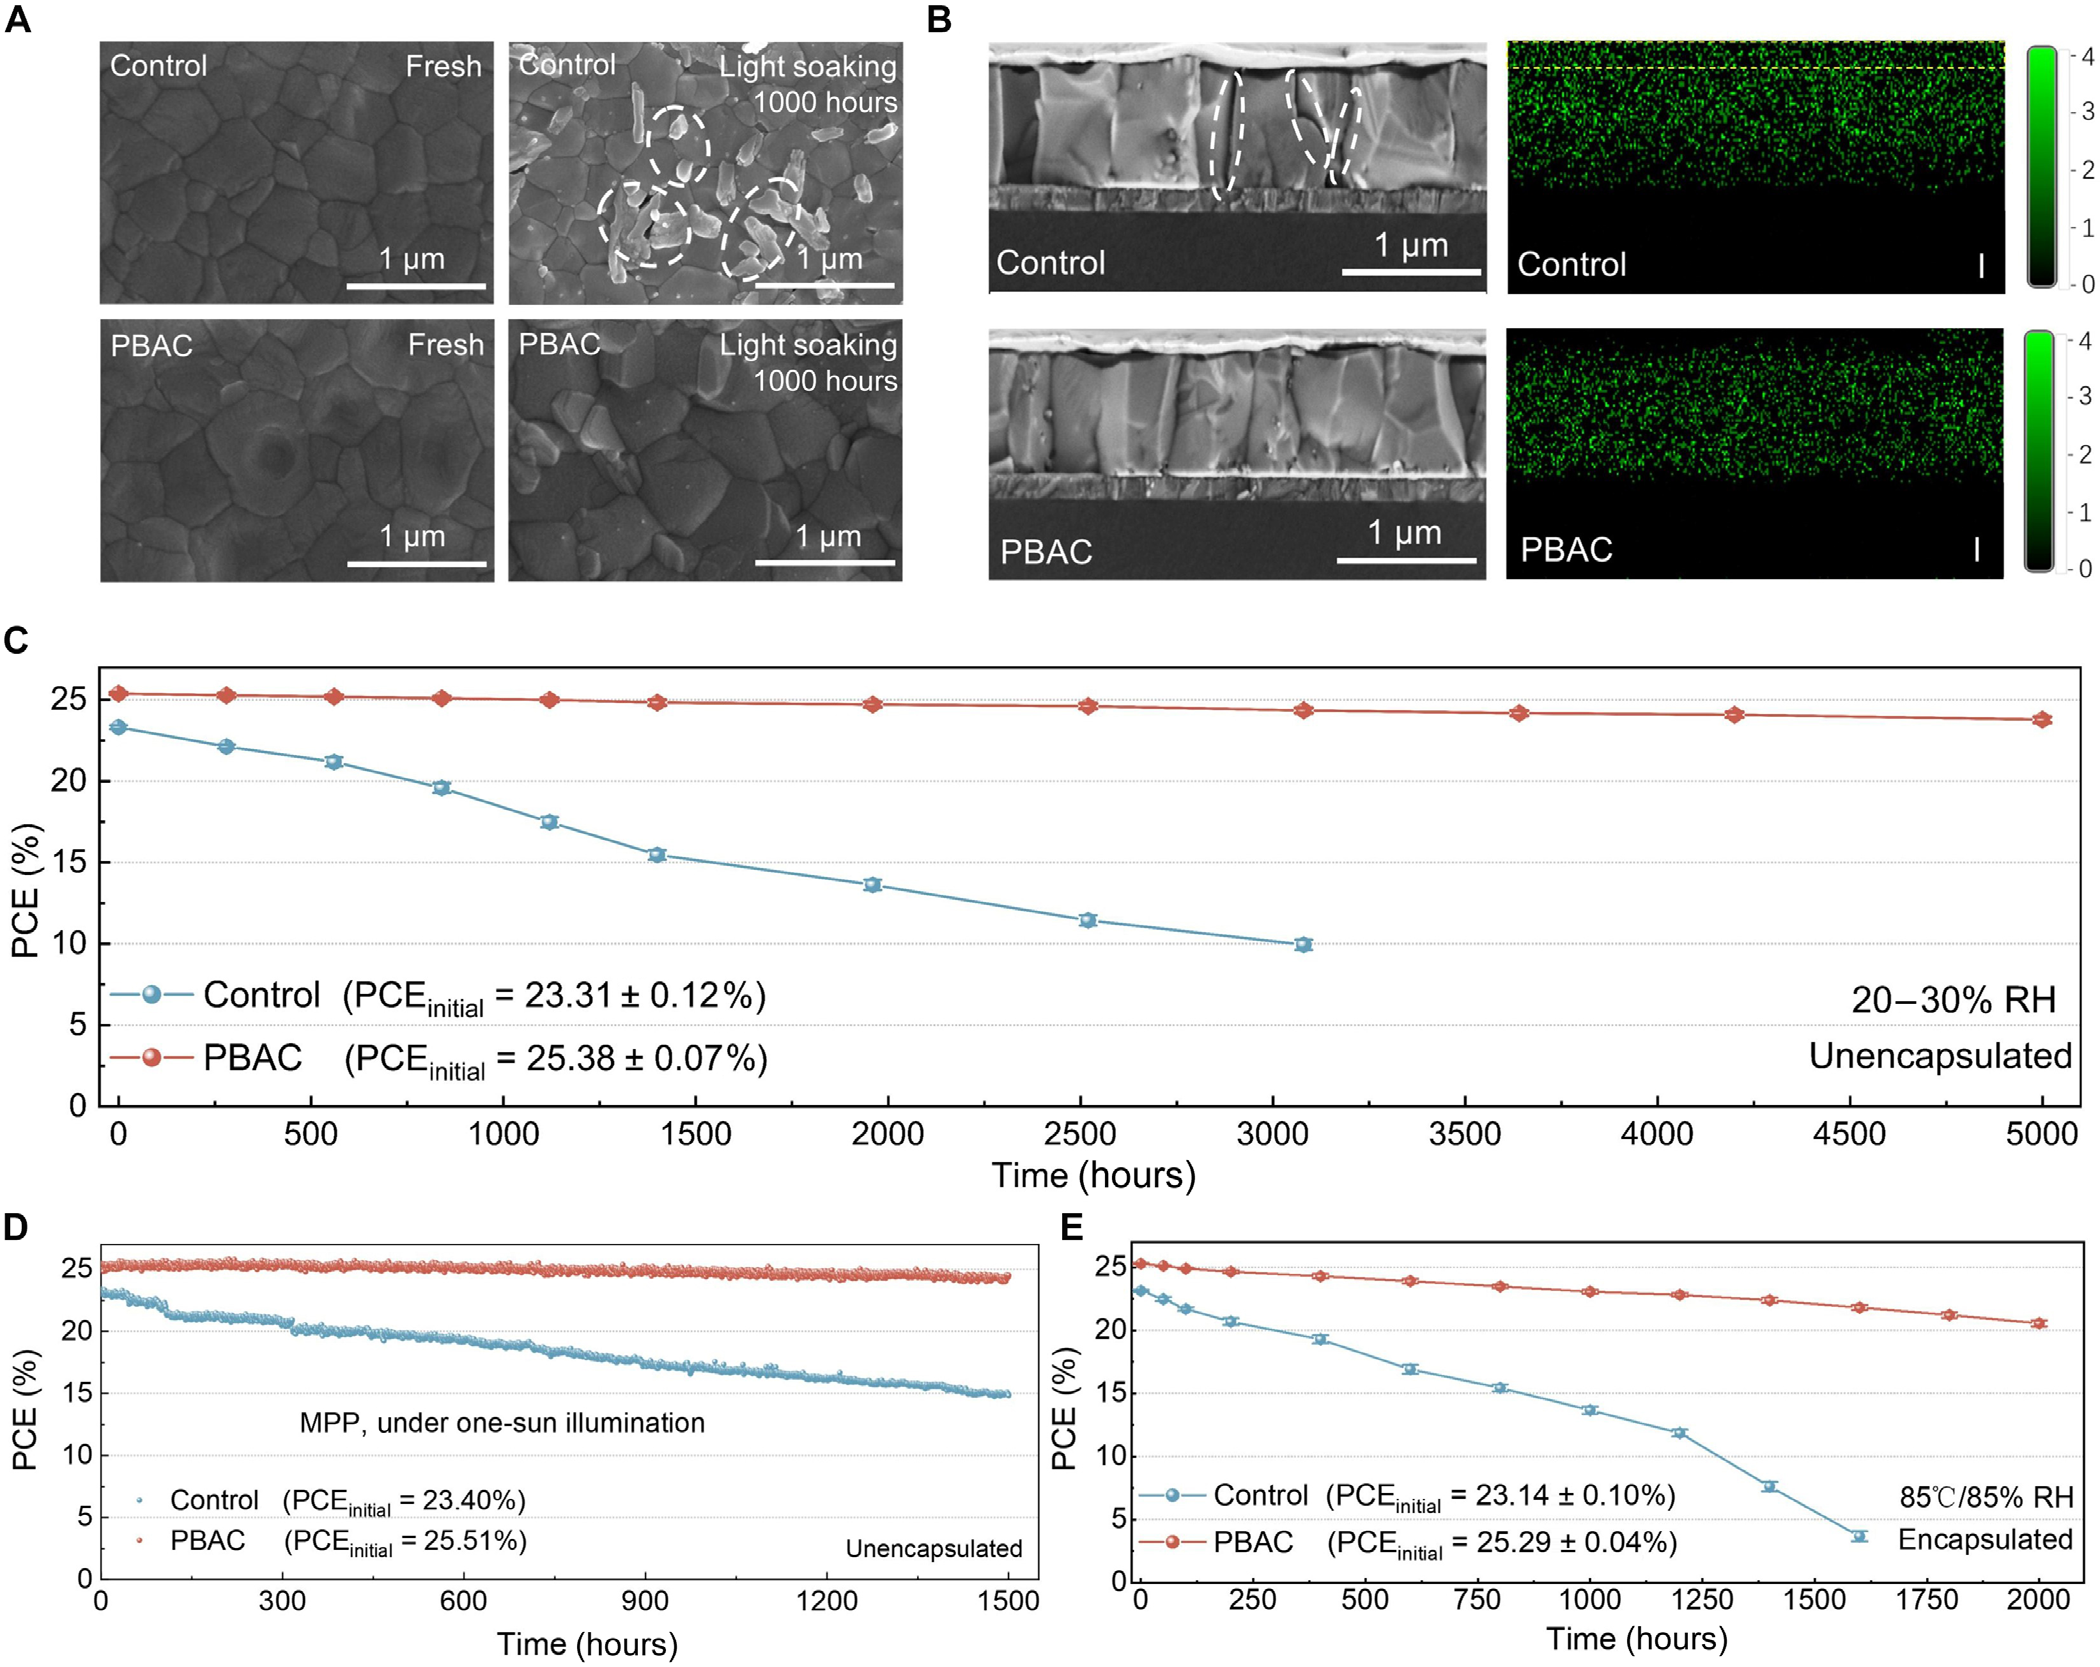 A
Control Fresh
1 µm
Control Light soaking
1000 hours
1 µm
PBAC Fresh
1 µm
PBAC Light soaking
1000 hours
1 µm
B
Control 1 µm
Control I
4
3
2
1
0
PBAC 1 µm
PBAC I
4
3
2
1
0
C
PCE (%)
25
20
15
10
5
0
Control (PCEinitial = 23.31 ± 0.12%)
PBAC (PCEinitial = 25.38 ± 0.07%)
20–30% RH
Unencapsulated
0 500 1000 1500 2000 2500 3000 3500 4000 4500 5000
Time (hours)
D
PCE (%)
25
20
15
10
5
0
MPP, under one-sun illumination
Control (PCEinitial = 23.40%)
PBAC (PCEinitial = 25.51%)
Unencapsulated
0 300 600 900 1200 1500
Time (hours)
E
PCE (%)
25
20
15
10
5
0
Control (PCEinitial = 23.14 ± 0.10%)
PBAC (PCEinitial = 25.29 ± 0.04%)
85℃/85% RH
Encapsulated
0 250 500 750 1000 1250 1500 1750 2000
Time (hours)